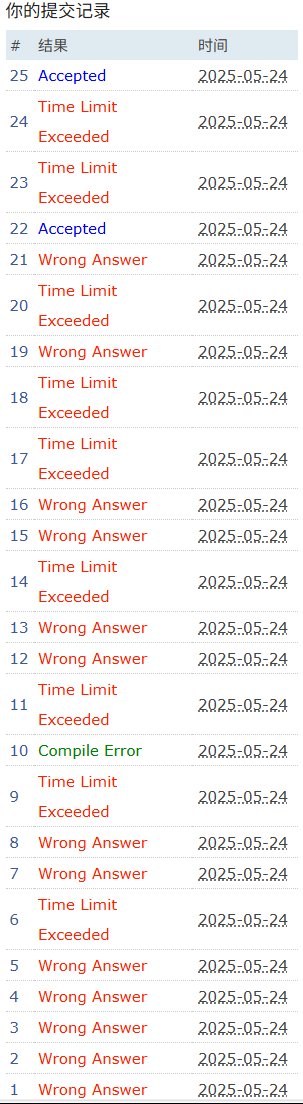 你的提交记录
# 结果 时间
25 Accepted 2025-05-24
Time Limit
24 2025-05-24
Exceeded
Time Limit
23 2025-05-24
Exceeded
22 Accepted 2025-05-24
21 Wrong Answer 2025-05-24
Time Limit
20 2025-05-24
Exceeded
19 Wrong Answer 2025-05-24
Time Limit
18 2025-05-24
Exceeded
Time Limit
17 2025-05-24
Exceeded
16 Wrong Answer 2025-05-24
15 Wrong Answer 2025-05-24
Time Limit
14 2025-05-24
Exceeded
13 Wrong Answer 2025-05-24
12 Wrong Answer 2025-05-24
Time Limit
11 2025-05-24
Exceeded
10 Compile Error 2025-05-24
Time Limit
9 2025-05-24
Exceeded
8 Wrong Answer 2025-05-24
7 Wrong Answer 2025-05-24
Time Limit
6 2025-05-24
Exceeded
5 Wrong Answer 2025-05-24
4 Wrong Answer 2025-05-24
3 Wrong Answer 2025-05-24
2 Wrong Answer 2025-05-24
1 Wrong Answer 2025-05-24